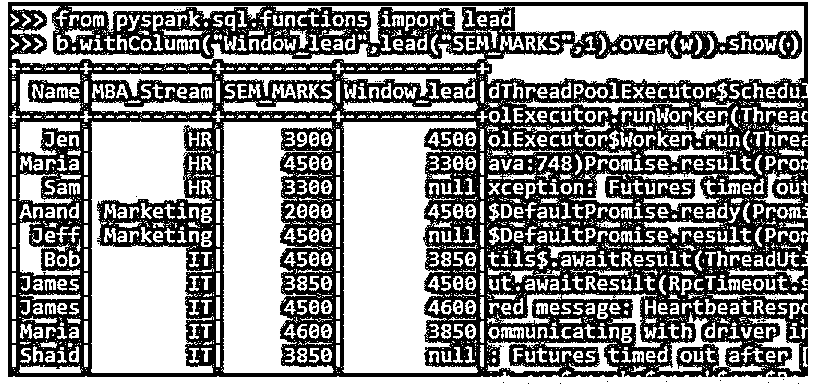 >>> from pyspark.sql.functions import lead
>>> b.withColumn("Window_lead",lead("SEM_MARKS",1).over(w)).show()
+-----+----------+---------+-----------+
| Name|MBA_Stream|SEM_MARKS|Window_lead|dThreadPoolExecutor$Schedul
+-----+----------+---------+-----------+olExecutor.runWorker(Thread
| Jen| HR| 3900| 4500|olExecutor$Worker.run(Threa
|Maria| HR| 4500| 3300|ava:748)Promise.result(Prom
| Sam| HR| 3300| null|xception: Futures timed out
|Anand| Marketing| 2000| 4500|$DefaultPromise.ready(Promi
| Jeff| Marketing| 4500| null|$DefaultPromise.result(Prom
| Bob| IT| 4500| 3850|tils$.awaitResult(ThreadUti
|James| IT| 3850| 4500|ut.awaitResult(RpcTimeout.s
|James| IT| 4500| 4600|red message: HeartbeatRespo
|Maria| IT| 4600| 3850|ommunicating with driver in
|Shaid| IT| 3850| null|: Futures timed out after [